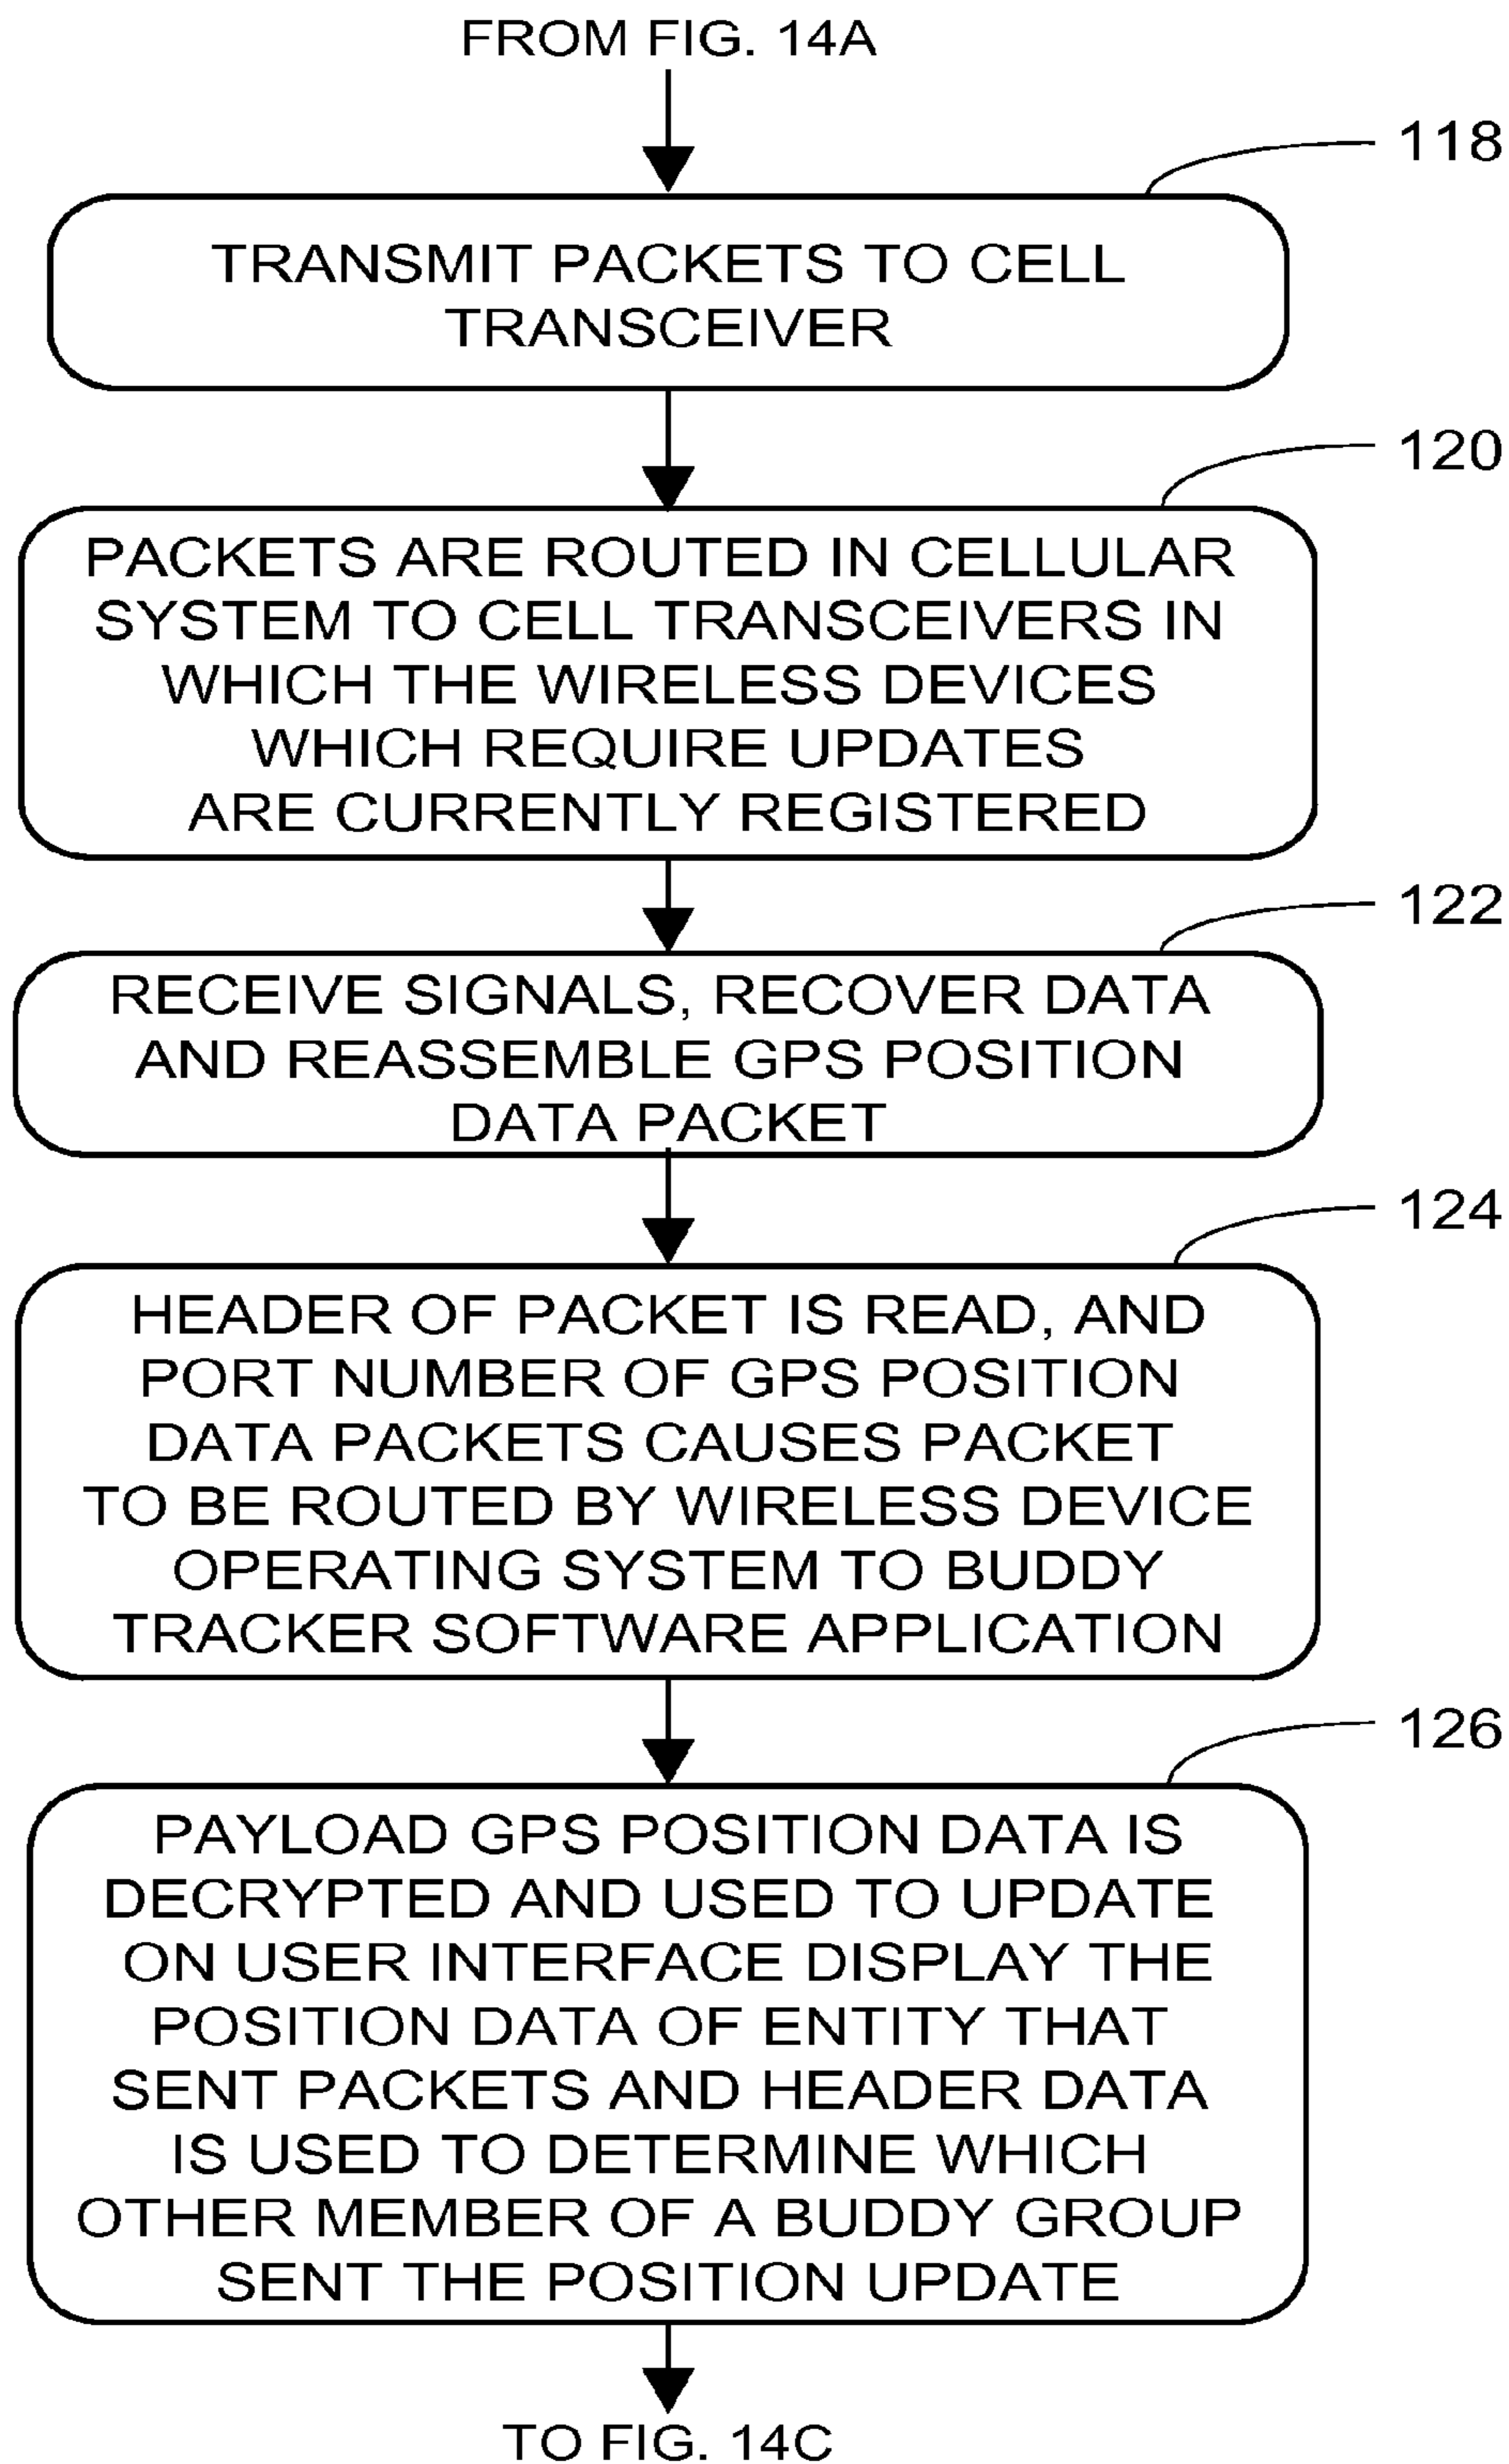 FROM FIG. 14A
118
TRANSMIT PACKETS TO CELL
TRANSCEIVER
120
PACKETS ARE ROUTED IN CELLULAR
SYSTEM TO CELL TRANSCEIVERS IN
WHICH THE WIRELESS DEVICES
WHICH REQUIRE UPDATES
ARE CURRENTLY REGISTERED
122
RECEIVE SIGNALS, RECOVER DATA
AND REASSEMBLE GPS POSITION
DATA PACKET
124
HEADER OF PACKET IS READ, AND
PORT NUMBER OF GPS POSITION
DATA PACKETS CAUSES PACKET
TO BE ROUTED BY WIRELESS DEVICE
OPERATING SYSTEM TO BUDDY
TRACKER SOFTWARE APPLICATION
126
PAYLOAD GPS POSITION DATA IS
DECRYPTED AND USED TO UPDATE
ON USER INTERFACE DISPLAY THE
POSITION DATA OF ENTITY THAT
SENT PACKETS AND HEADER DATA
IS USED TO DETERMINE WHICH
OTHER MEMBER OF A BUDDY GROUP
SENT THE POSITION UPDATE
TO FIG. 14C